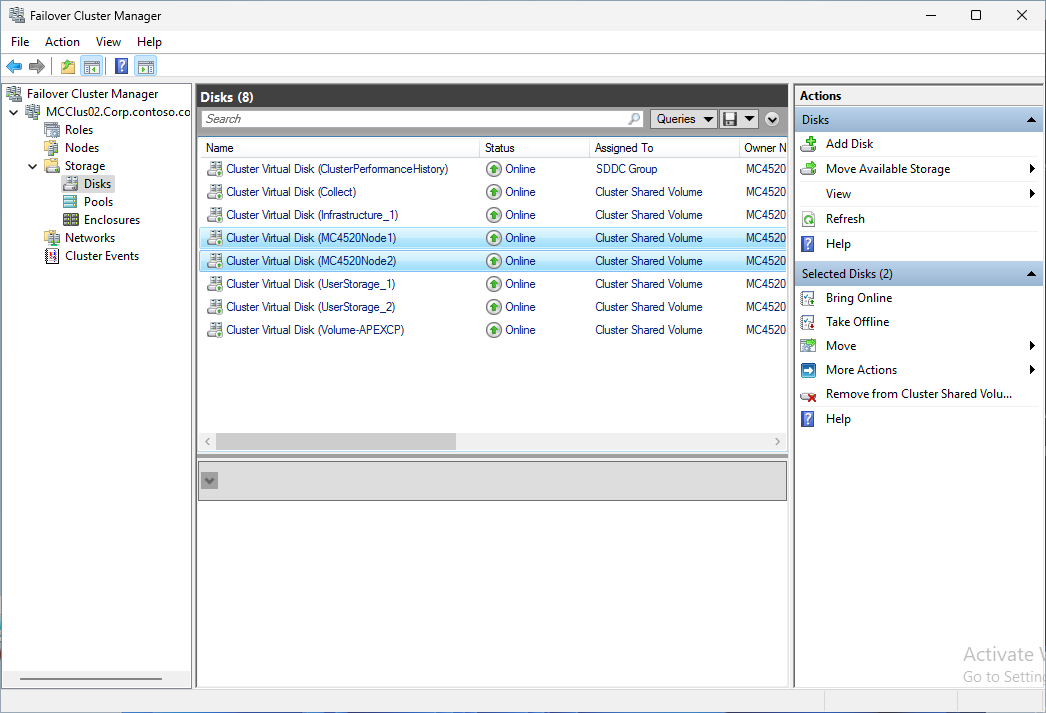 Failover Cluster Manager
File Action View Help
Failover Cluster Manager
MCClus02.Corp.contoso.co
Roles
Nodes
Storage
Disks
Pools
Enclosures
Networks
Cluster Events
Disks (8)
Search Queries
Name Status Assigned To Owner N
Cluster Virtual Disk (ClusterPerformanceHistory) Online SDDC Group MC4520
Cluster Virtual Disk (Collect) Online Cluster Shared Volume MC4520
Cluster Virtual Disk (Infrastructure_1) Online Cluster Shared Volume MC4520
Cluster Virtual Disk (MC4520Node1) Online Cluster Shared Volume MC4520
Cluster Virtual Disk (MC4520Node2) Online Cluster Shared Volume MC4520
Cluster Virtual Disk (UserStorage_1) Online Cluster Shared Volume MC4520
Cluster Virtual Disk (UserStorage_2) Online Cluster Shared Volume MC4520
Cluster Virtual Disk (Volume-APEXCP) Online Cluster Shared Volume MC4520
Actions
Disks
Add Disk
Move Available Storage
View
Refresh
Help
Selected Disks (2)
Bring Online
Take Offline
Move
More Actions
Remove from Cluster Shared Volu...
Help
Activate W
Go to Setting